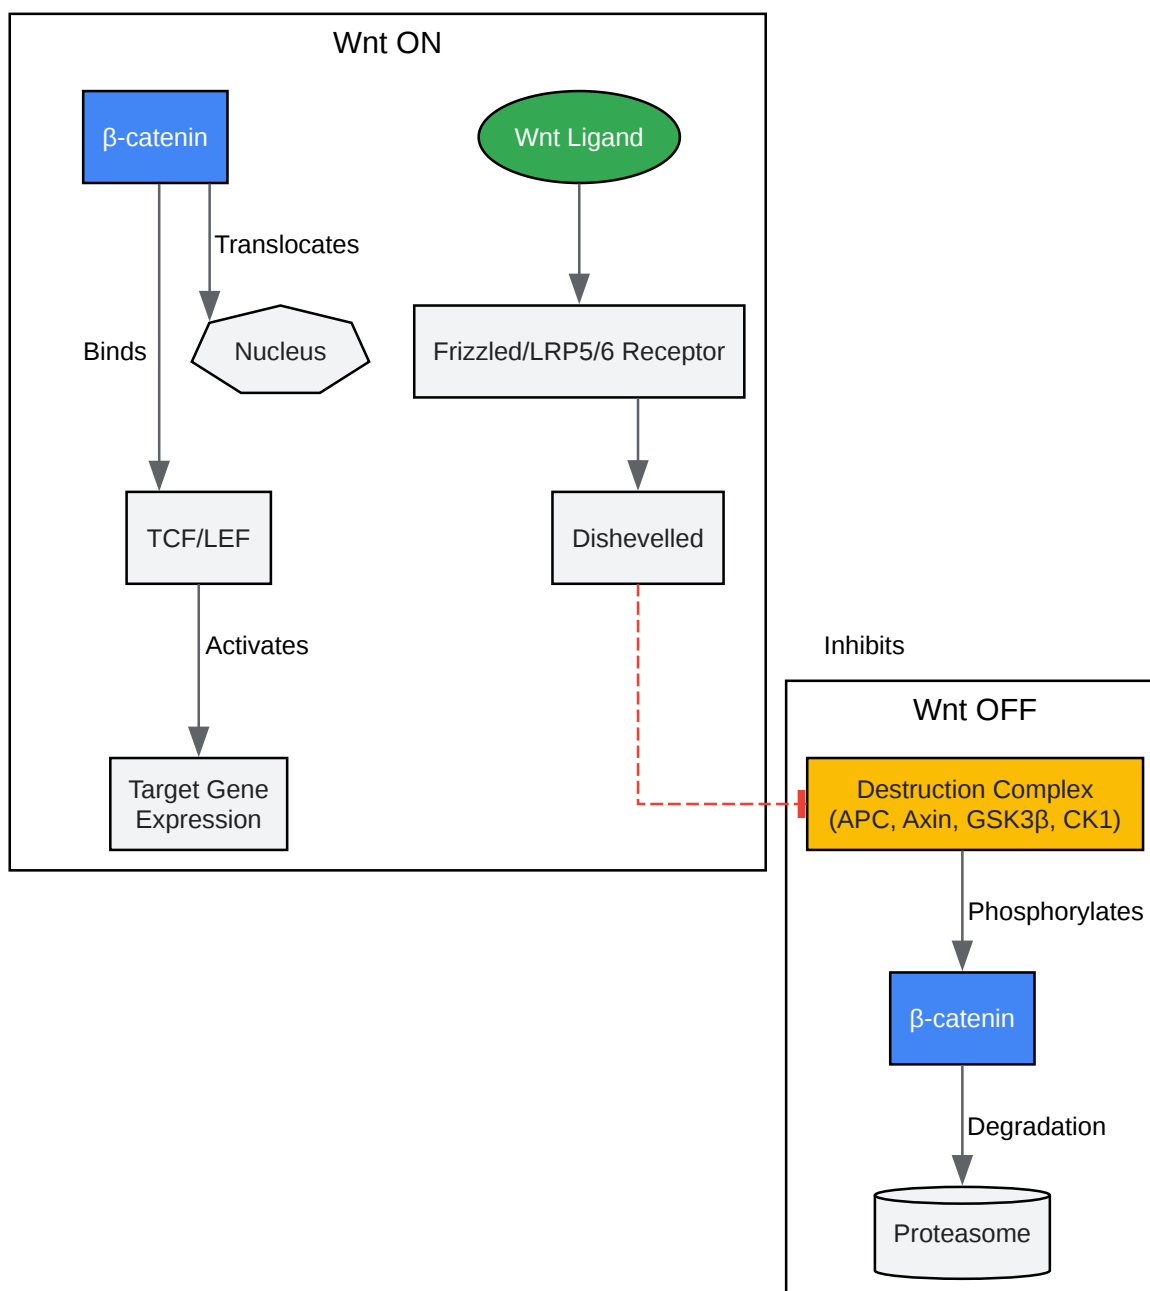 Wnt ON
β-catenin
Wnt Ligand
Translocates
Binds
Nucleus
Frizzled/LRP5/6 Receptor
TCF/LEF
Dishevelled
Activates
Target Gene
Expression
Inhibits
Wnt OFF
Destruction Complex
(APC, Axin, GSK3β, CK1)
Phosphorylates
β-catenin
Degradation
Proteasome